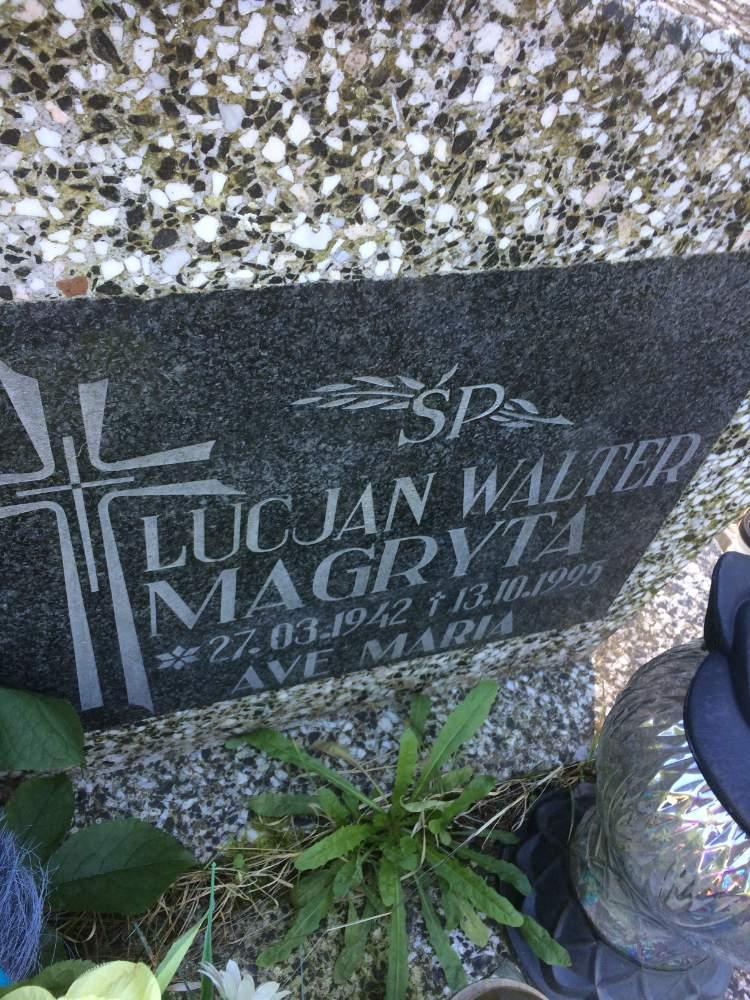 ŚP
LUCJAN WALTER
MAGRYTA
* 27.03.1942 † 13.10.1995
AVE MARIA